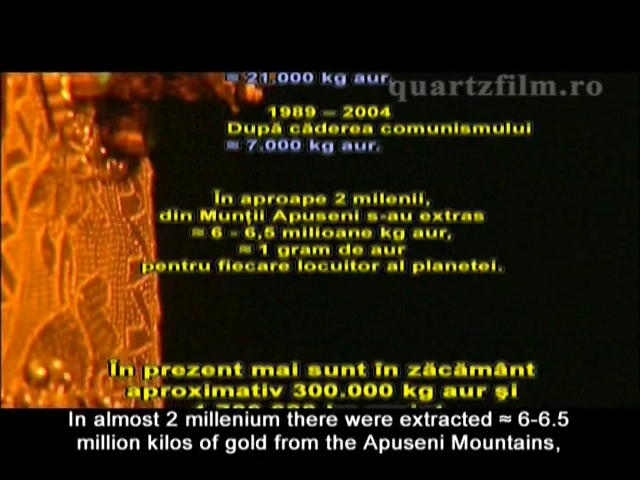 ≈ 21.000 kg aur.
quartzfilm.ro
1989 – 2004
După căderea comunismului
≈ 7.000 kg aur.
În aproape 2 milenii,
din Munţii Apuseni s-au extras
≈ 6 - 6,5 milioane kg aur,
≈ 1 gram de aur
pentru fiecare locuitor al planetei.
În prezent mai sunt în zăcământ
aproximativ 300.000 kg aur şi
In almost 2 millenium there were extracted ≈ 6-6.5
million kilos of gold from the Apuseni Mountains,